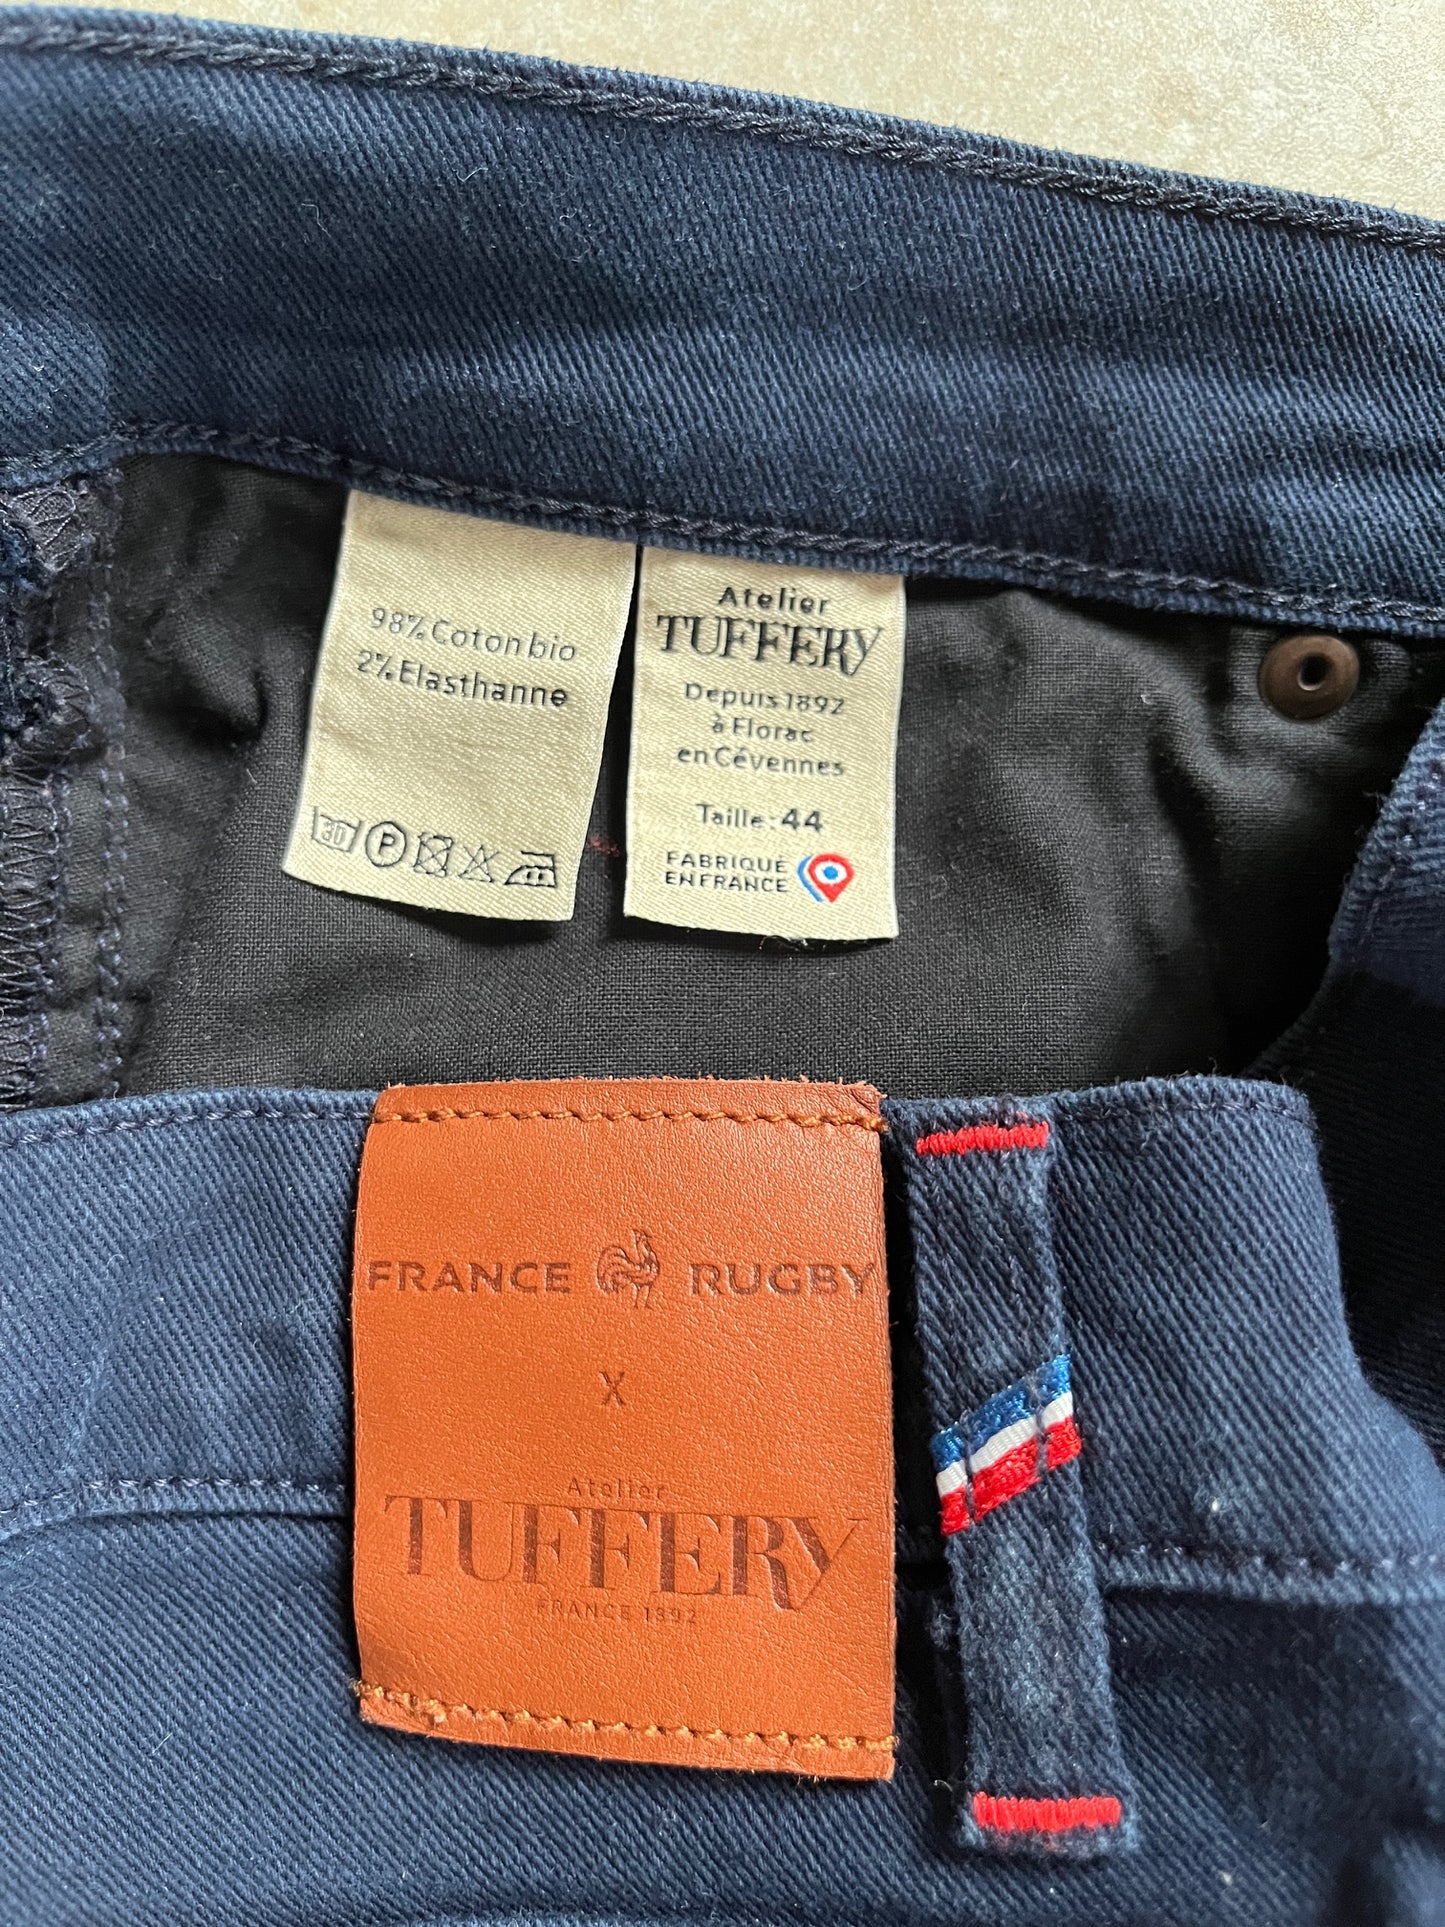 98% Coton bio
2% Elasthanne
30 P
Atelier
TUFFERY
Depuis 1892
à Florac
en Cévennes
Taille : 44
FABRIQUÉ
EN FRANCE
FRANCE RUGBY
X
Atelier
TUFFERY
FRANCE 1892